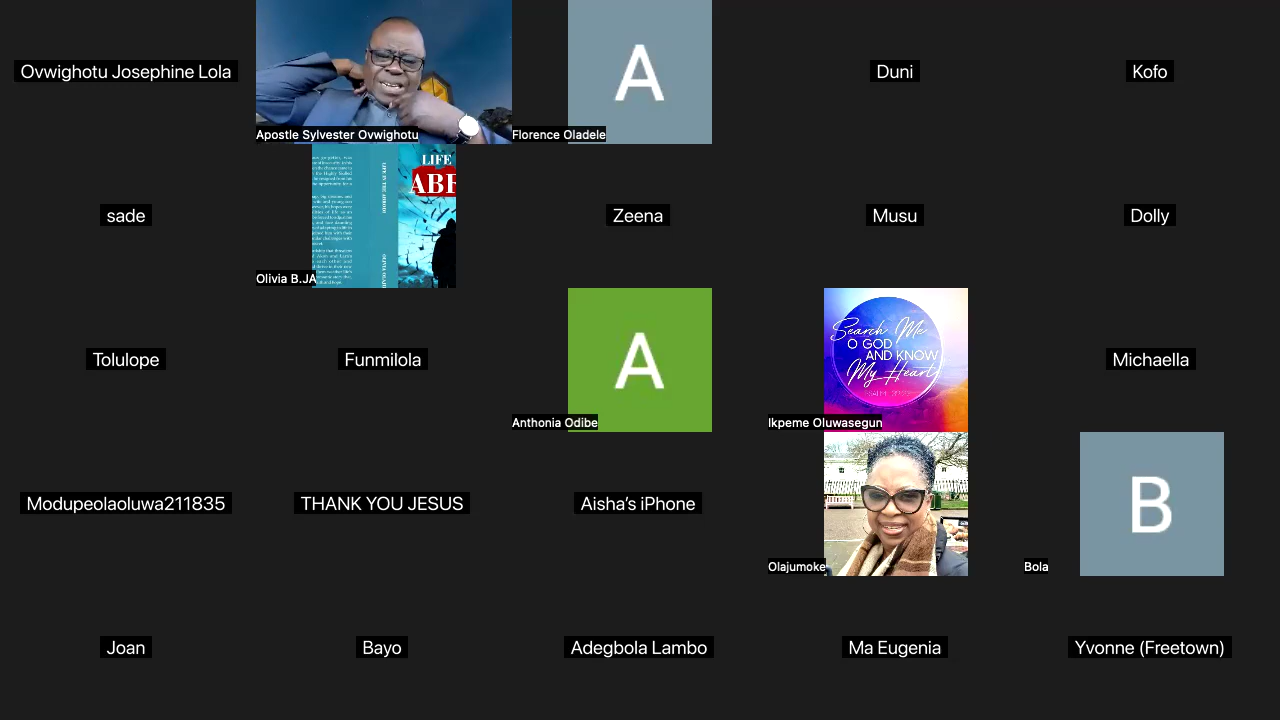 Ovwighotu Josephine Lola
Apostle Sylvester Ovwighotu
A
Florence Oladele
Duni
Kofo
sade
LIFE
ABR
Olivia B.JA
Zeena
Musu
Dolly
Tolulope
Funmilola
A
Anthonia Odibe
Search Me
O GOD
AND KNOW
My Heart
Ikpeme Oluwasegun
Michaella
Modupeolaoluwa211835
THANK YOU JESUS
Aisha’s iPhone
Olajumoke
B
Bola
Joan
Bayo
Adegbola Lambo
Ma Eugenia
Yvonne (Freetown)